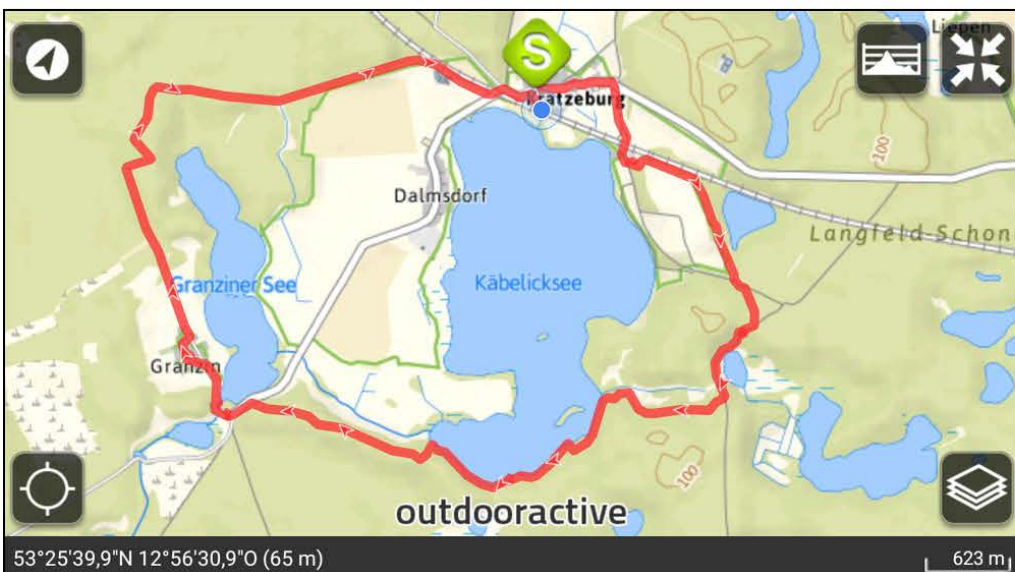 Liepen
S
Kratzeburg
100
Dalmsdorf
Langfeld-Schon
Granziner See
Käbelicksee
Granzin
100
outdooractive
53°25'39,9"N 12°56'30,9"O (65 m)
623 m